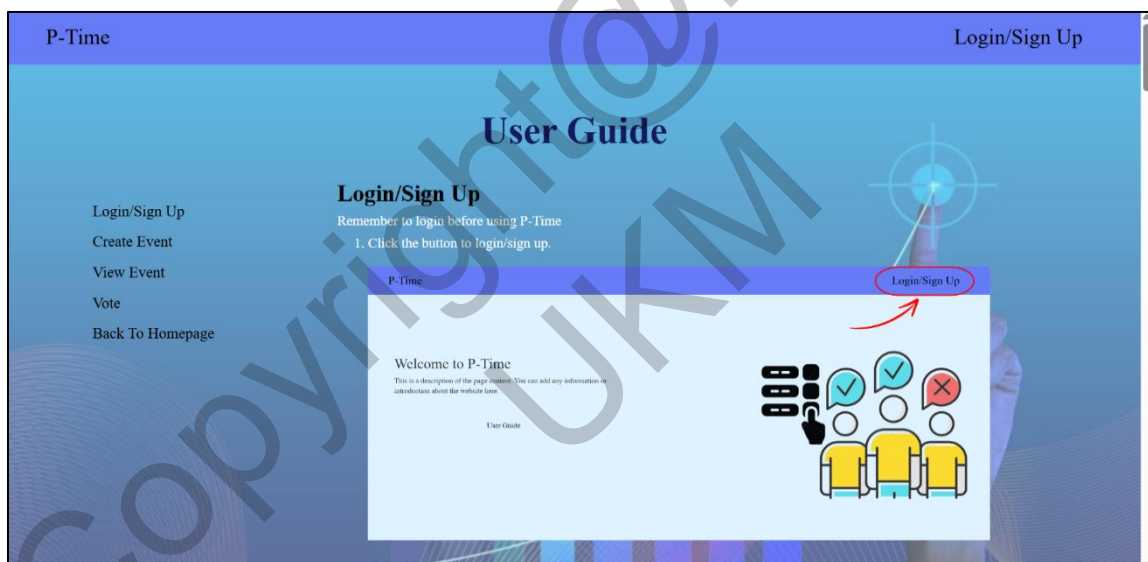 P-Time
Login/Sign Up
User Guide
Login/Sign Up
Create Event
View Event
Vote
Back To Homepage
Login/Sign Up
Remember to login before using P-Time
1. Click the button to login/sign up.
P-Time
Login/Sign Up
Welcome to P-Time
This is a description of the page content. You can add any information or
introduction about the website here.
User Guide
Copyright@
UKM